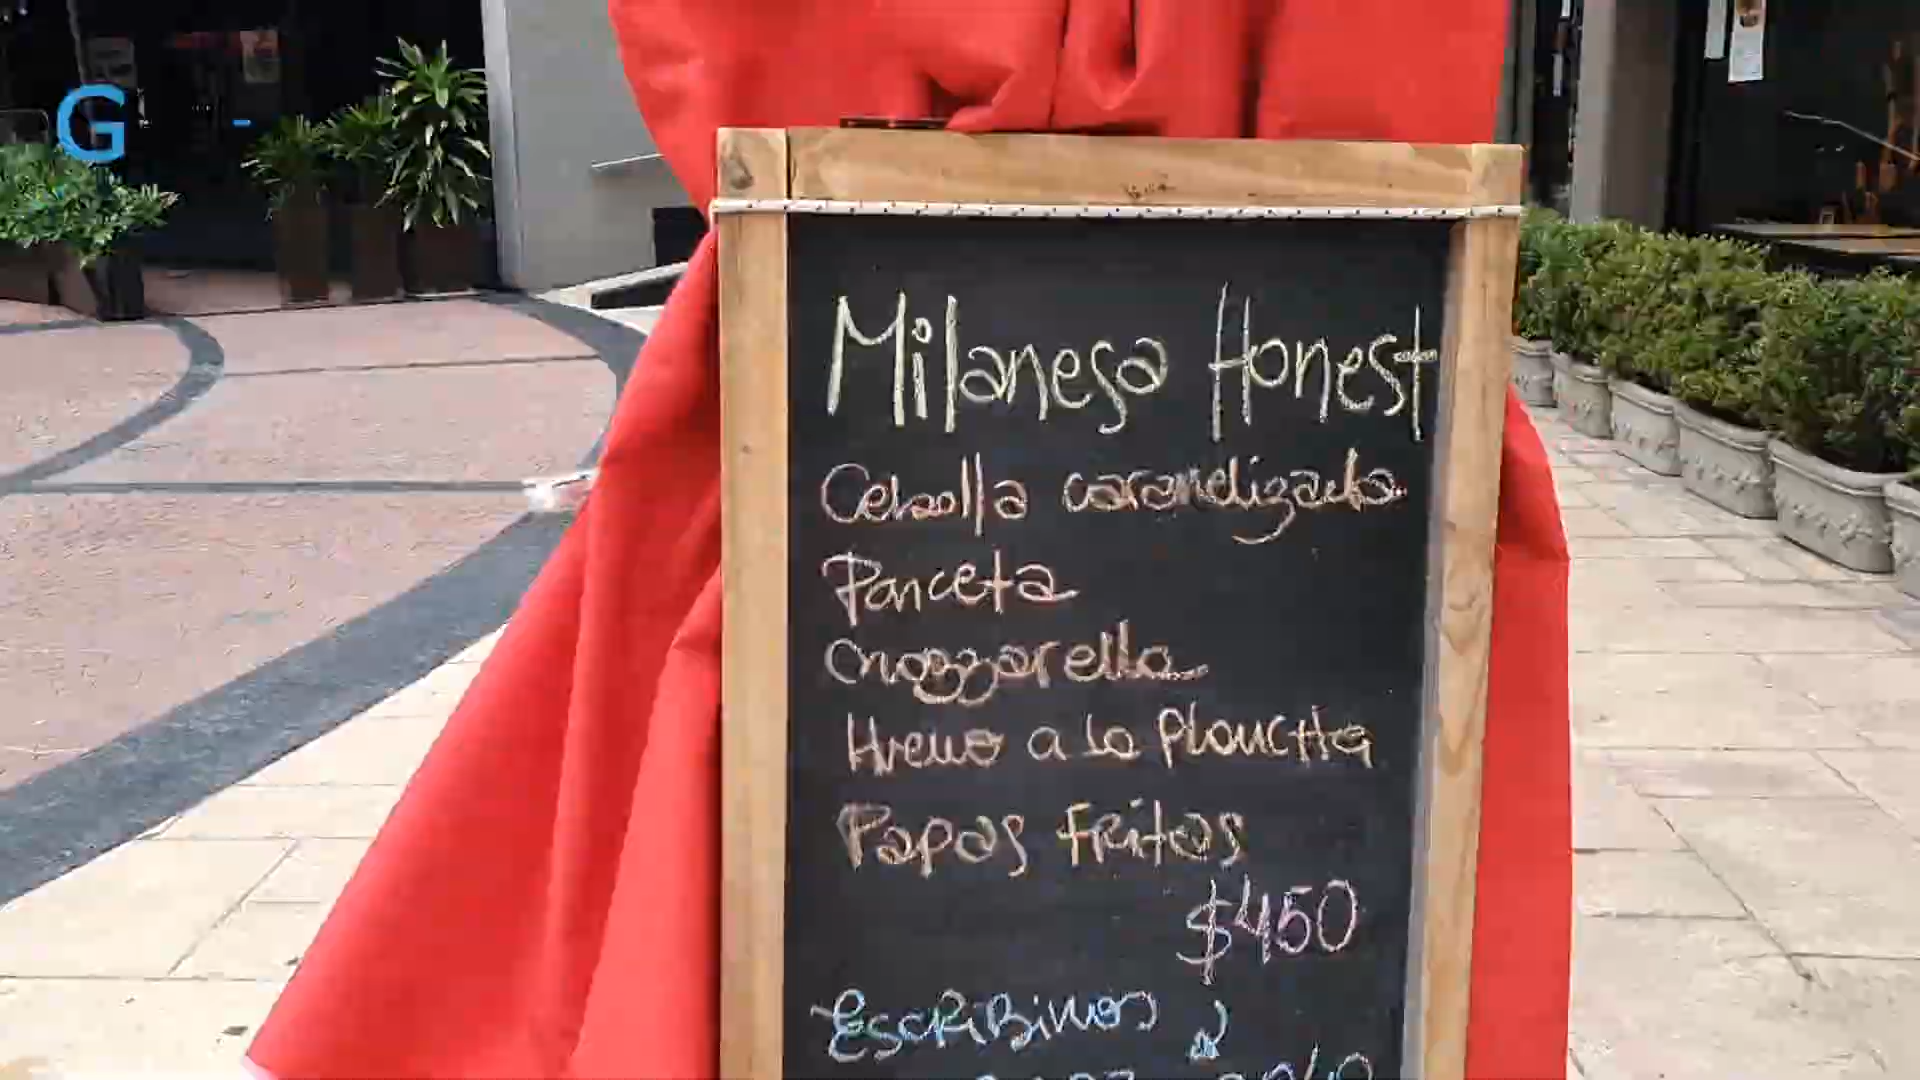 G -
Milanesa Honest
Cebolla caramelizada
Panceta
mozzarella
Huevo a la PlancHa
Papas Fritas
$450
EscRiBinos